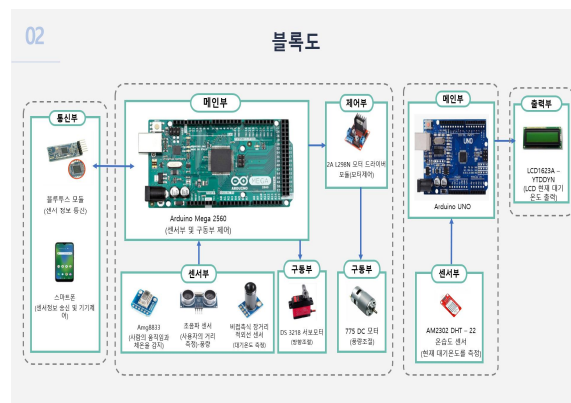 02
블록도
통신부
블루투스 모듈
(센서 정보 통신)
스마트폰
(센서정보 송신 및 기기제
어)
메인부
Arduino Mega 2560
(센서부 및 구동부 제어)
제어부
2A L298N 모터 드라이버
모듈(모터제어)
센서부
Amg8833
(사람의 움직임과
체온을 감지)
초음파 센서
(사용자의 거리
측정)-풍량
비접촉식 장거리
적외선 센서
(대기온도 측정)
구동부
DS 3218 서보모터
(방향조절)
구동부
775 DC 모터
(풍량조절)
메인부
UNO
Arduino UNO
센서부
AM2302 DHT – 22
온습도 센서
(현재 대기온도를 측정)
출력부
LCD1623A –
YTDDYN
(LCD 현재 대기
온도 출력)